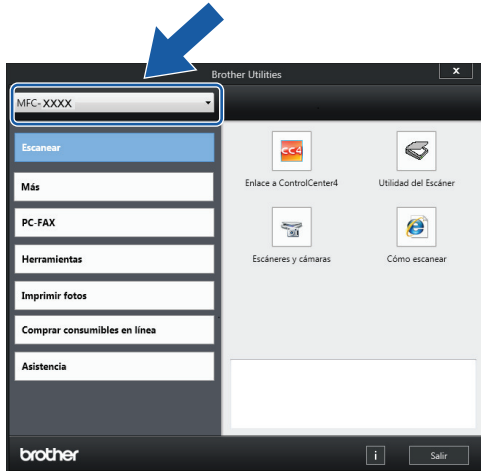 Brother Utilities
X
MFC-XXXX
Escanear
Más
PC-FAX
Herramientas
Imprimir fotos
Comprar consumibles en línea
Asistencia
CC4
Enlace a ControlCenter4
Utilidad del Escáner
Escáneres y cámaras
Cómo escanear
brother
i
Salir